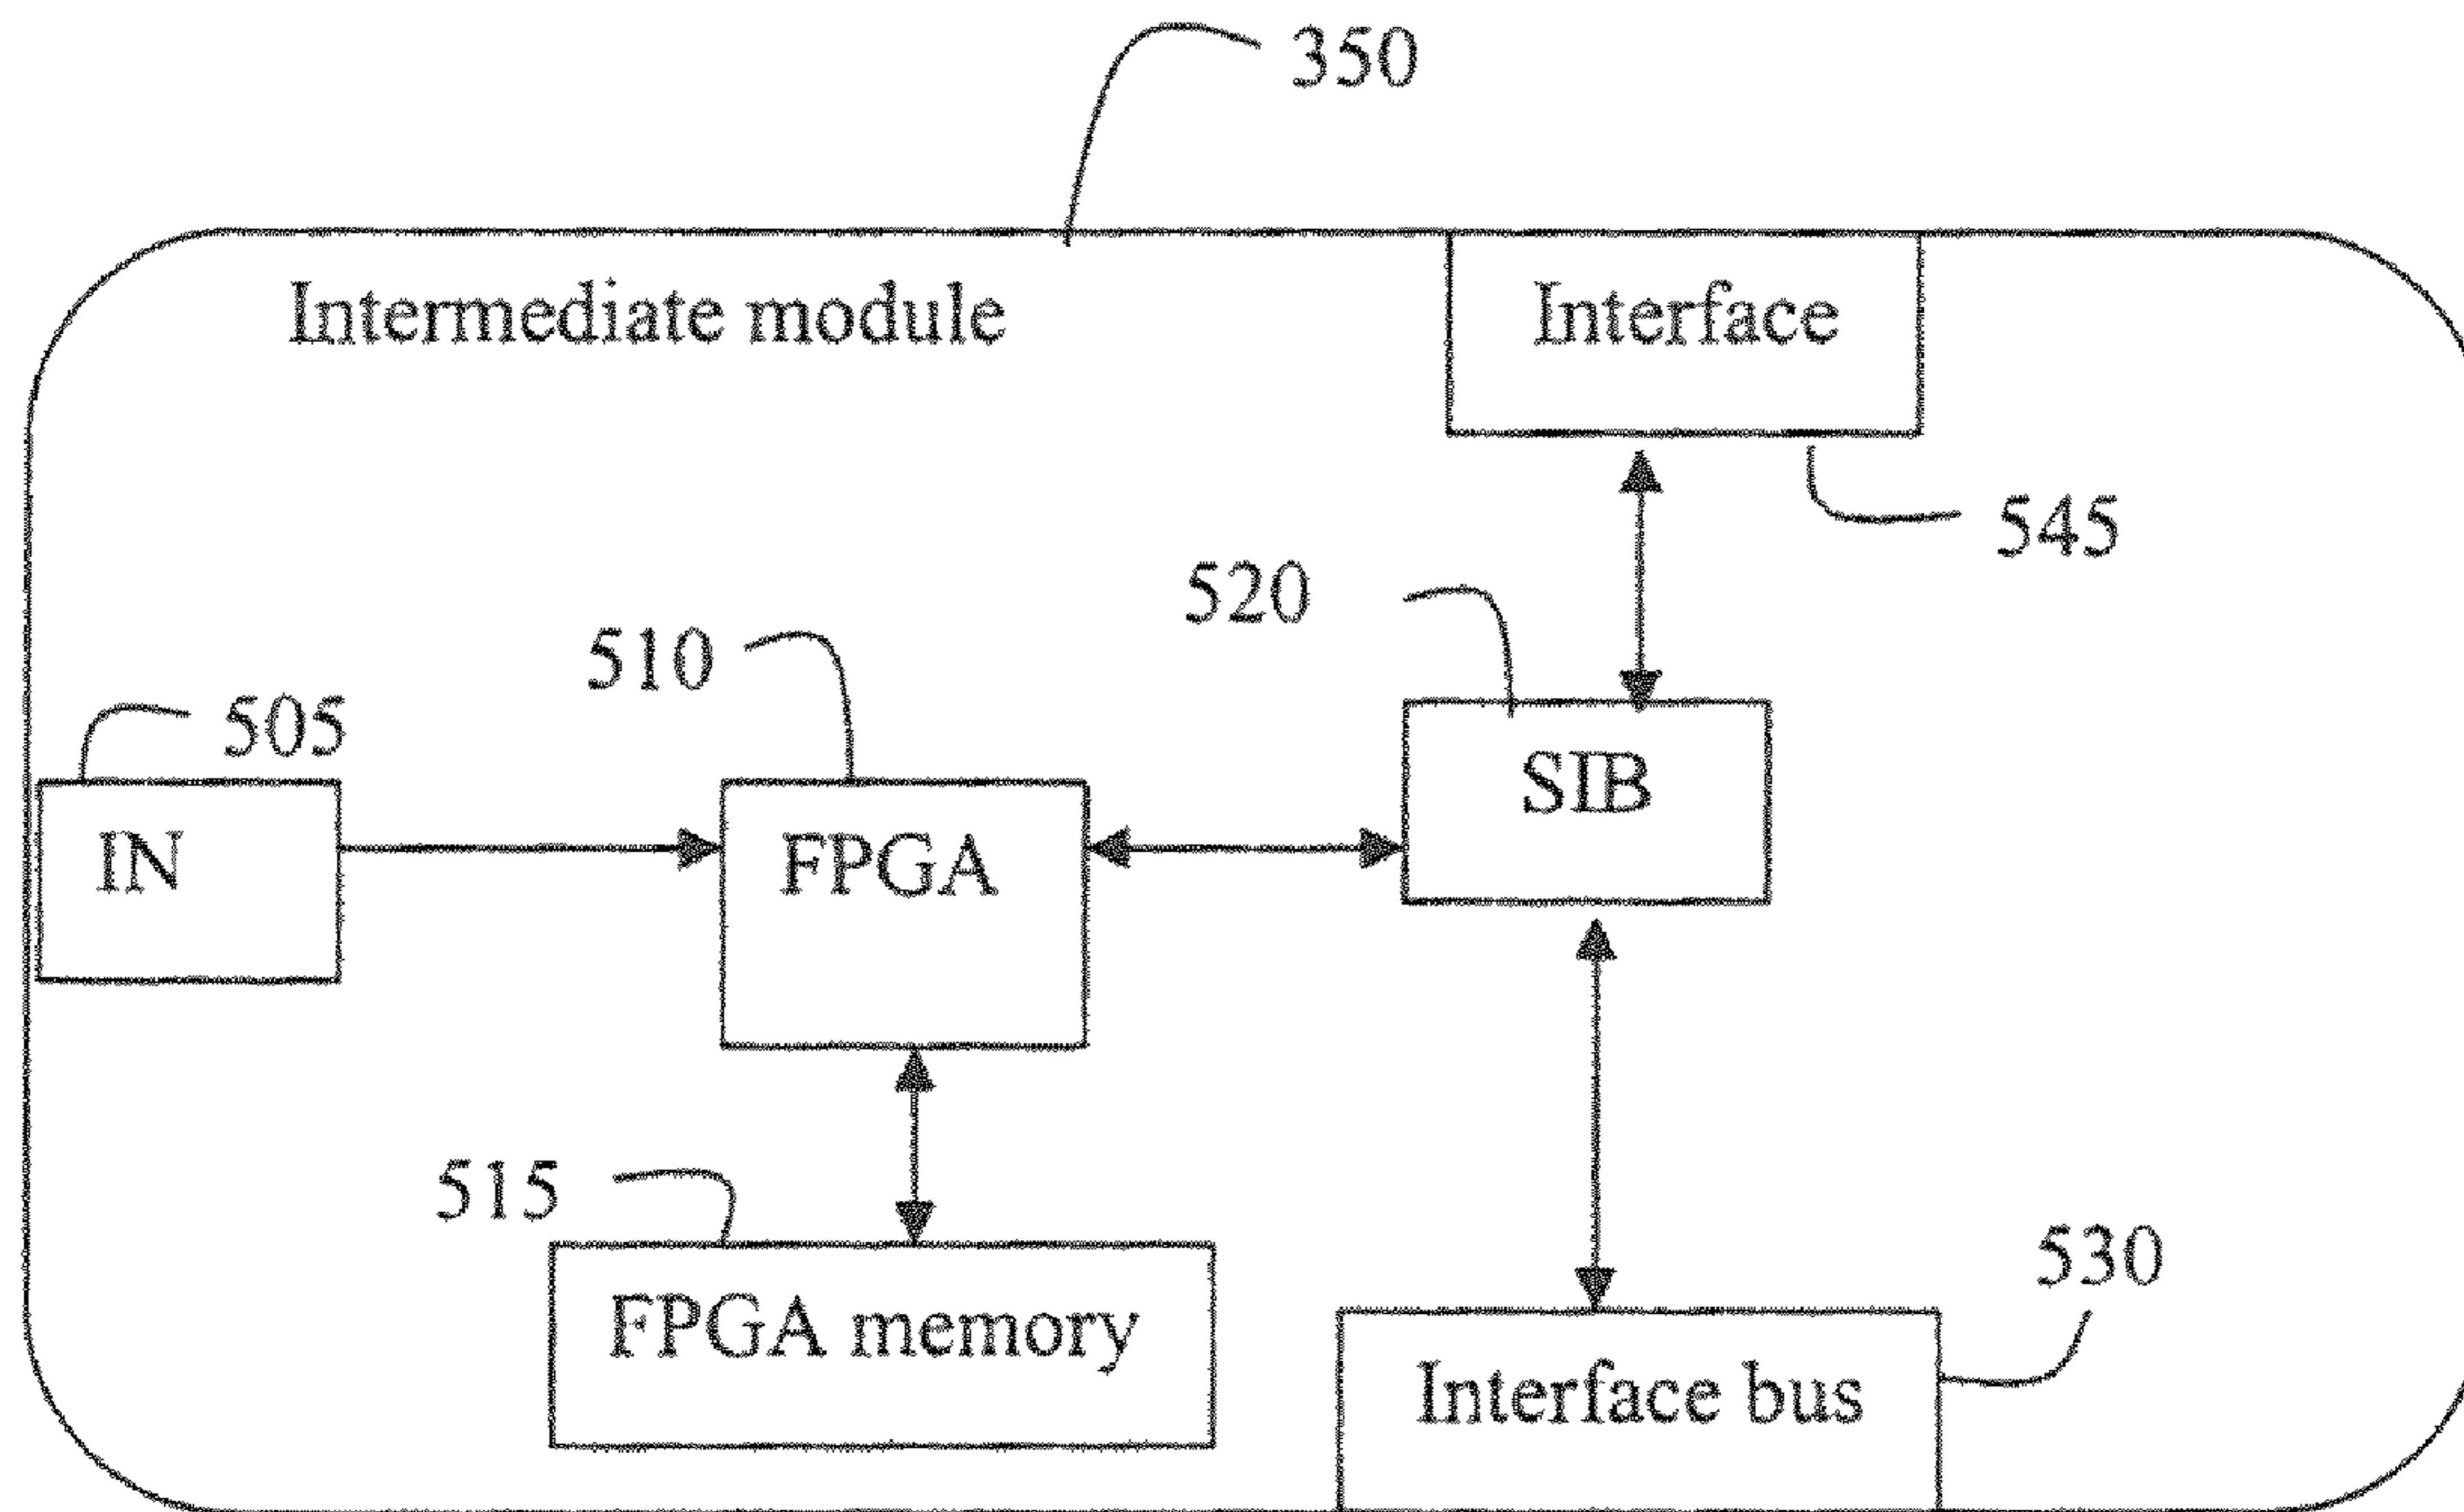 350
Intermediate module
Interface
545
520
510
505
SIB
IN
FPGA
515
530
FPGA memory
Interface bus